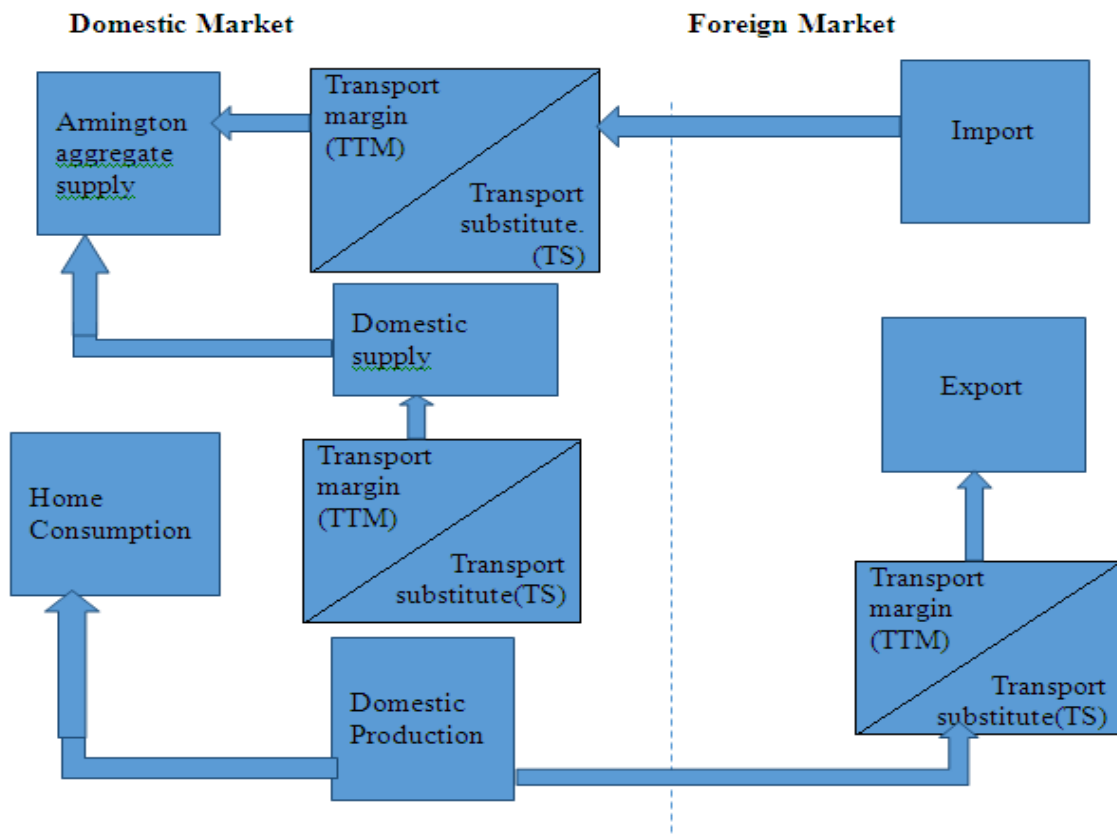 Domestic Market
Foreign Market
Armington
aggregate
supply
Transport
margin
(TTM)
Transport
substitute.
(TS)
Import
Domestic
supply
Export
Home
Consumption
Transport
margin
(TTM)
Transport
substitute(TS)
Transport
margin
(TTM)
Transport
substitute(TS)
Domestic
Production